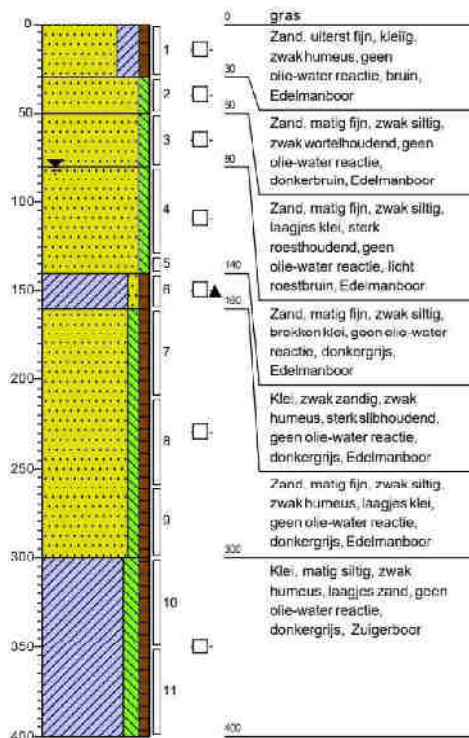 0
50
100
150
200
250
300
350
400
1
2
3
4
5
6
7
8
9
10
11
0
gras
Zand, uiterst fijn, kleiïg,
zwak humeus, geen
olie-water reactie, bruin,
Edelmanboor
30
Zand, matig fijn, zwak siltig,
zwak wortelhoudend, geen
olie-water reactie,
donkerbruin, Edelmanboor
50
Zand, matig fijn, zwak siltig,
laagjes klei, sterk
roesthoudend, geen
olie-water reactie, licht
roestbruin, Edelmanboor
80
Zand, matig fijn, zwak siltig,
brokken klei, geen olie-water
reactie, donkergrijs,
Edelmanboor
140
Klei, zwak zandig, zwak
humeus, sterk slibhoudend,
geen olie-water reactie,
donkergrijs, Edelmanboor
160
Zand, matig fijn, zwak siltig,
zwak humeus, laagjes klei,
geen olie-water reactie,
donkergrijs, Edelmanboor
300
Klei, matig siltig, zwak
humeus, laagjes zand, geen
olie-water reactie,
donkergrijs, Zuigerboor
400